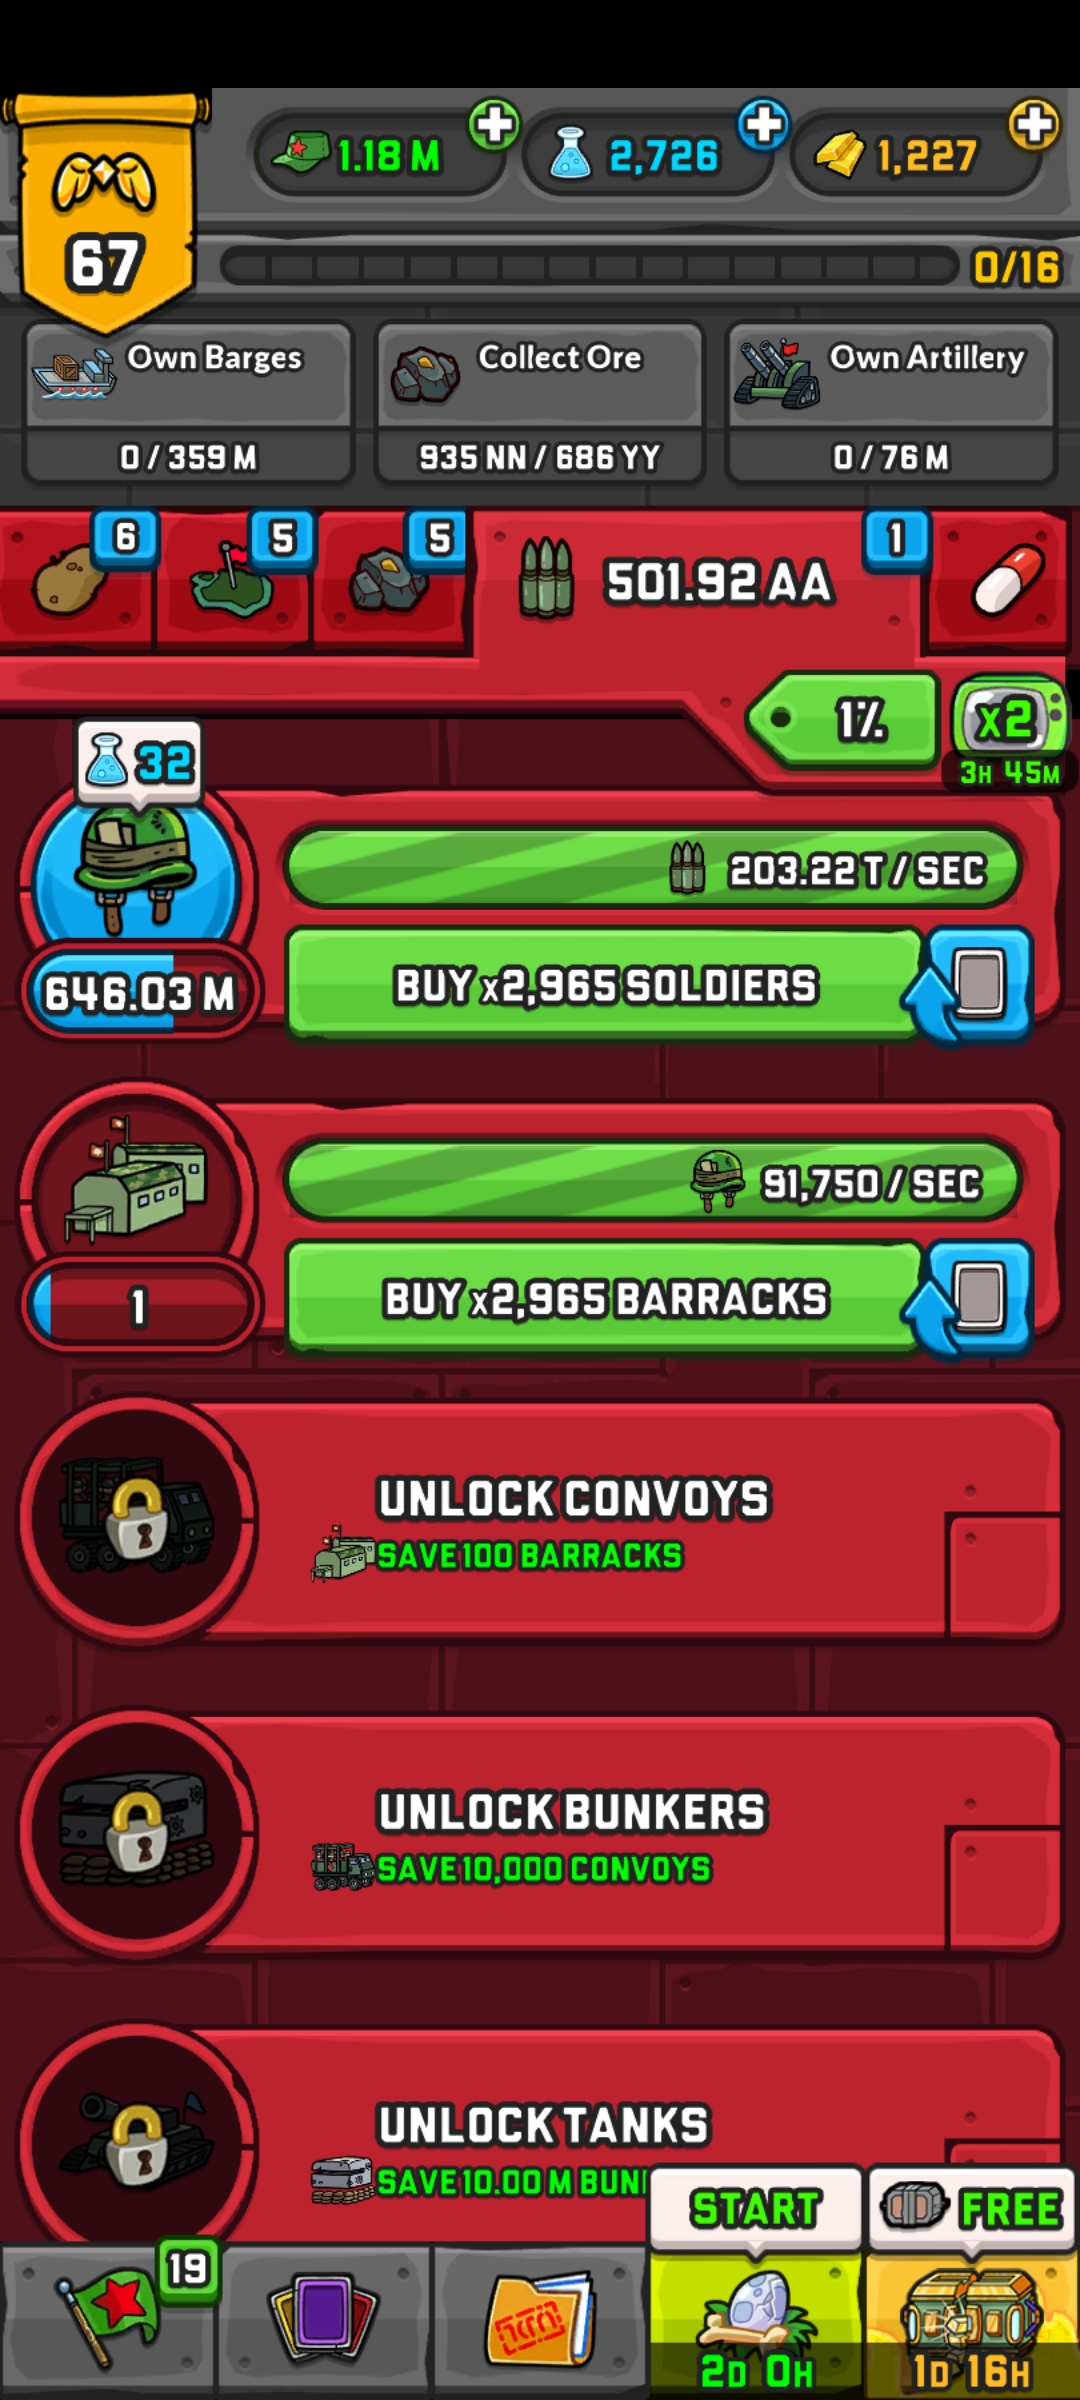 67
1.18 M
2,726
1,227
0/16
Own Barges
0 / 359 M
Collect Ore
935 NN / 686 YY
Own Artillery
0 / 76 M
6
5
5
501.92 AA
1
1%
x2
3H 45M
32
203.22 T / SEC
646.03 M
BUY x2,965 SOLDIERS
91,750 / SEC
1
BUY x2,965 BARRACKS
UNLOCK CONVOYS
SAVE 100 BARRACKS
UNLOCK BUNKERS
SAVE 10,000 CONVOYS
UNLOCK TANKS
SAVE 10.00 M
START
FREE
19
2D 0H
1D 16H